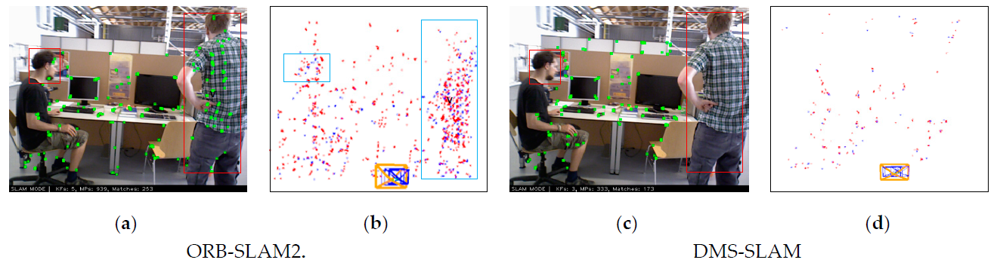 SLAM MODE | KFs: 5, MPs: 939, Matches: 253
SLAM MODE | KFs: 3, MPs: 333, Matches: 173
(a)
(b)
(c)
(d)
ORB-SLAM2.
DMS-SLAM